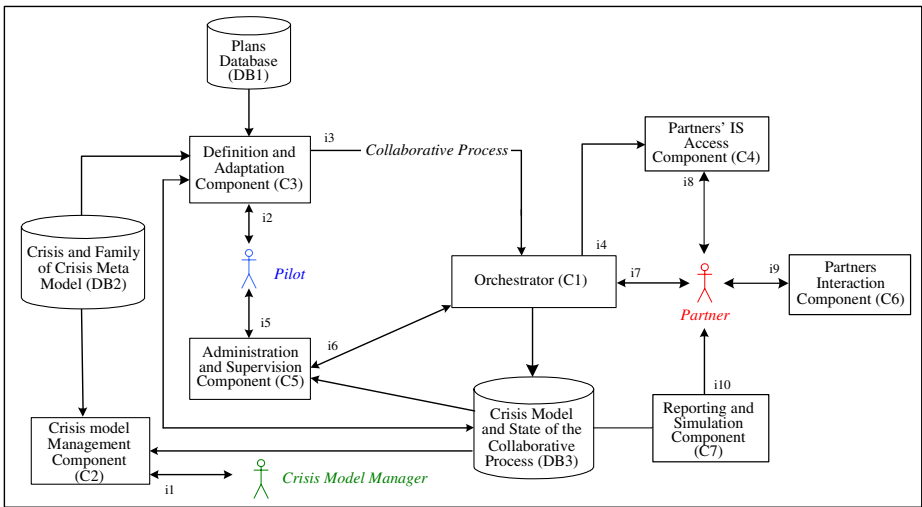 Plans
Database
(DB1)
i3
Definition and
Adaptation
Component (C3)
Collaborative Process
Partners' IS
Access
Component (C4)
i8
i2
Crisis and Family
of Crisis Meta
Model (DB2)
Pilot
i4
Orchestrator (C1)
i7
i9
Partners
Interaction
Component (C6)
Partner
i5
i6
Administration
and Supervision
Component (C5)
i10
Crisis model
Management
Component
(C2)
Crisis Model
and State of the
Collaborative
Process (DB3)
Reporting and
Simulation
Component
(C7)
i1
Crisis Model Manager